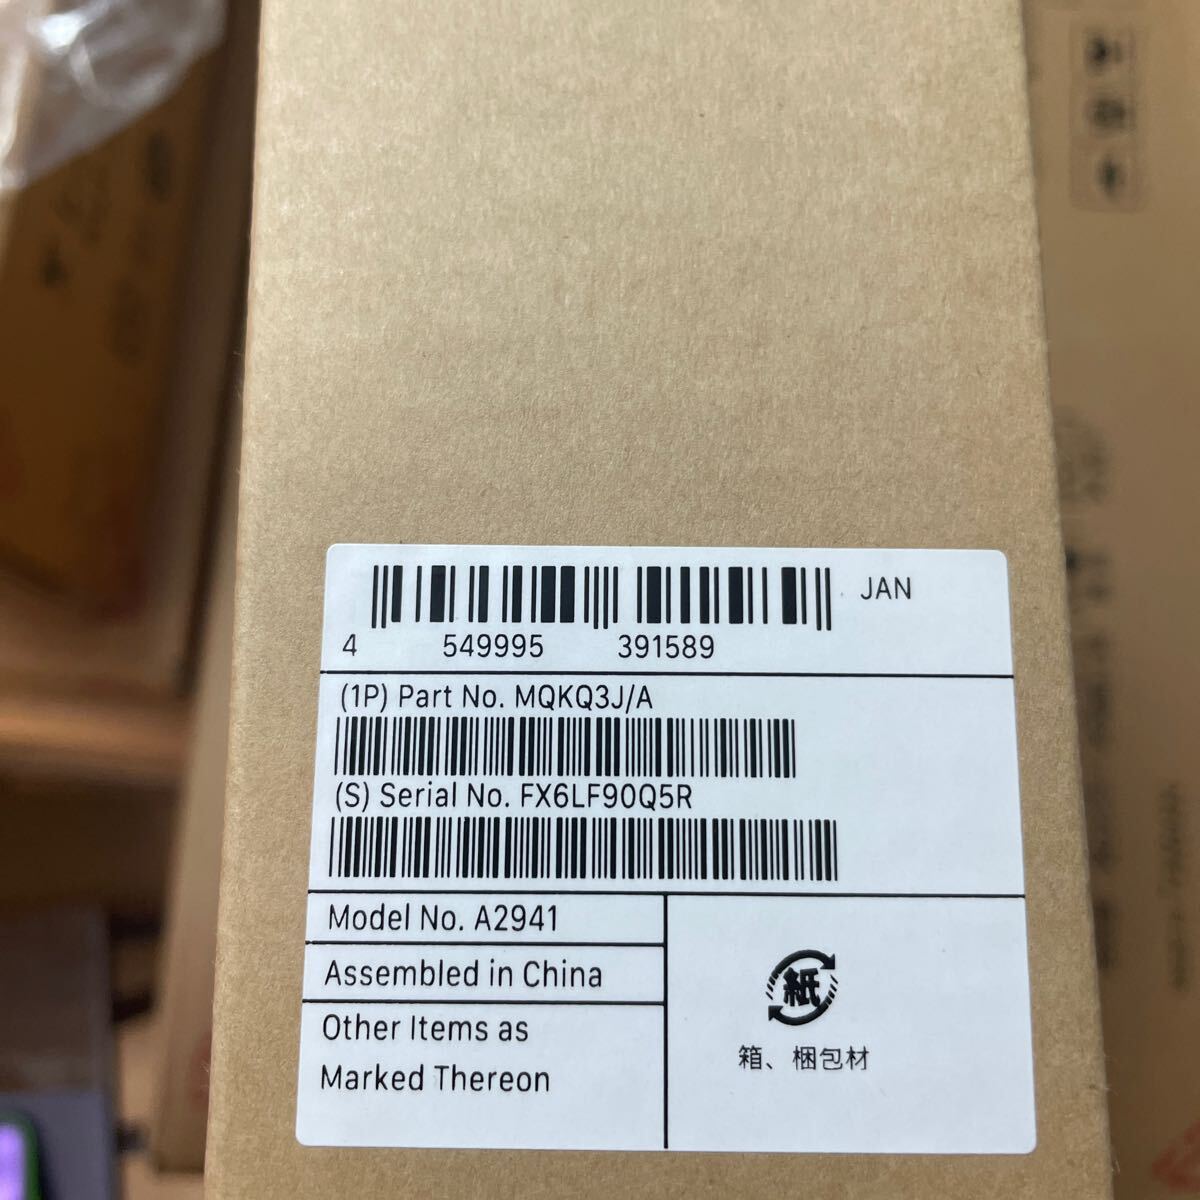 JAN
4 549995 391589
(1P) Part No. MQKQ3J/A
(S) Serial No. FX6LF90Q5R
Model No. A2941
Assembled in China
Other Items as
Marked Thereon
紙
箱、梱包材